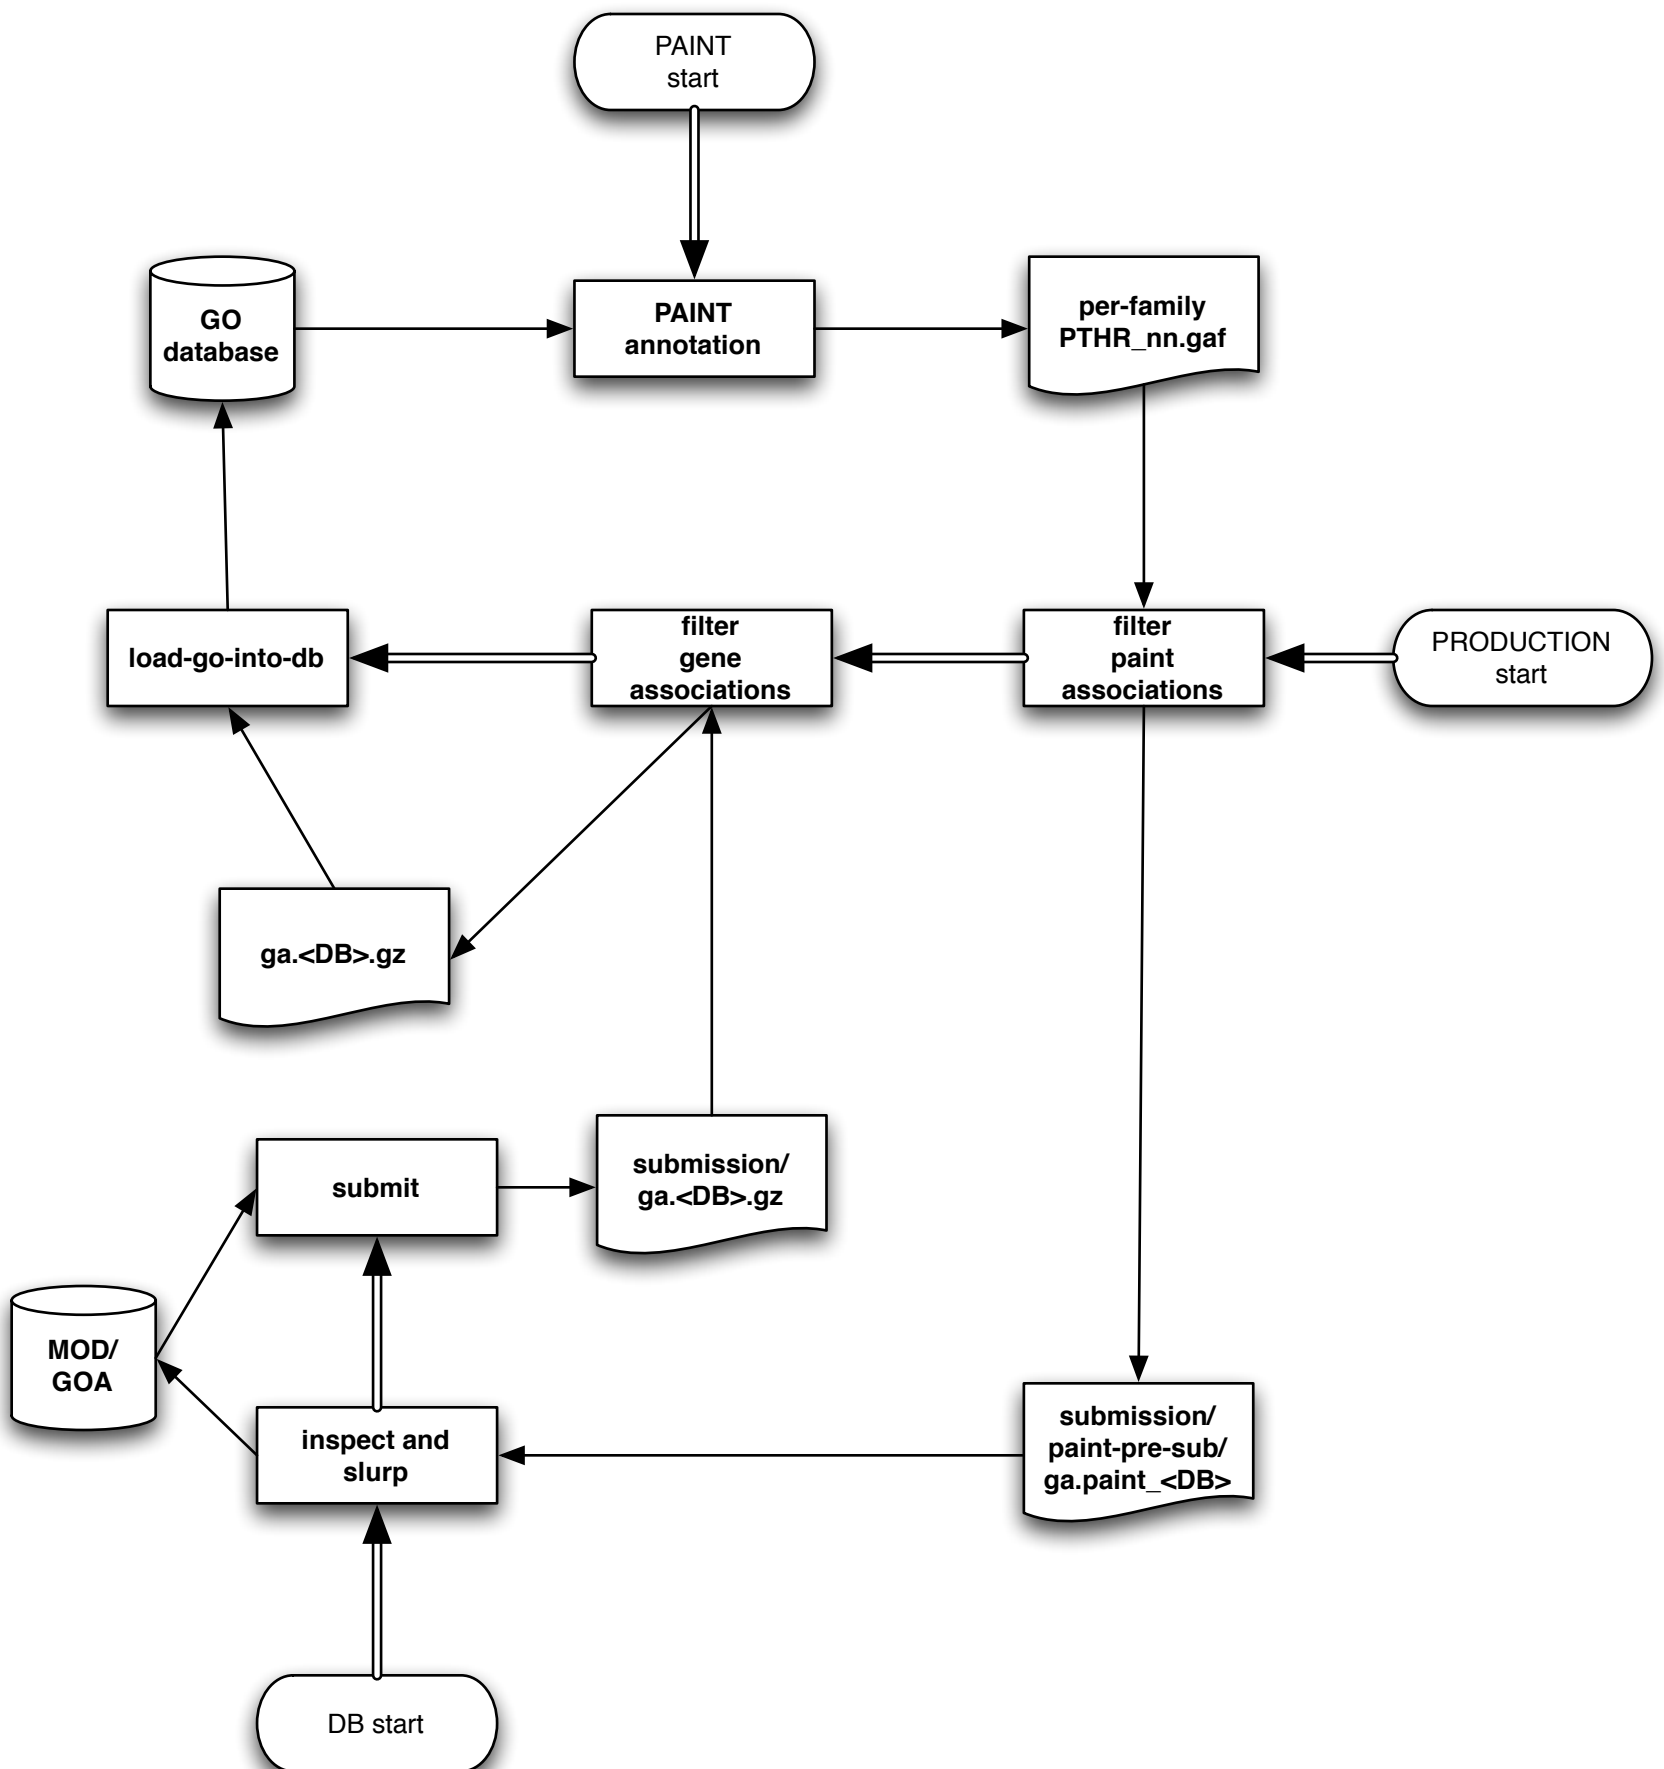 PAINT
start
GO
database
PAINT
annotation
per-family
PTHR_nn.gaf
load-go-into-db
filter
gene
associations
filter
paint
associations
PRODUCTION
start
ga.<DB>.gz
submit
submission/
ga.<DB>.gz
MOD/
GOA
inspect and
slurp
submission/
paint-pre-sub/
ga.paint_<DB>
DB start